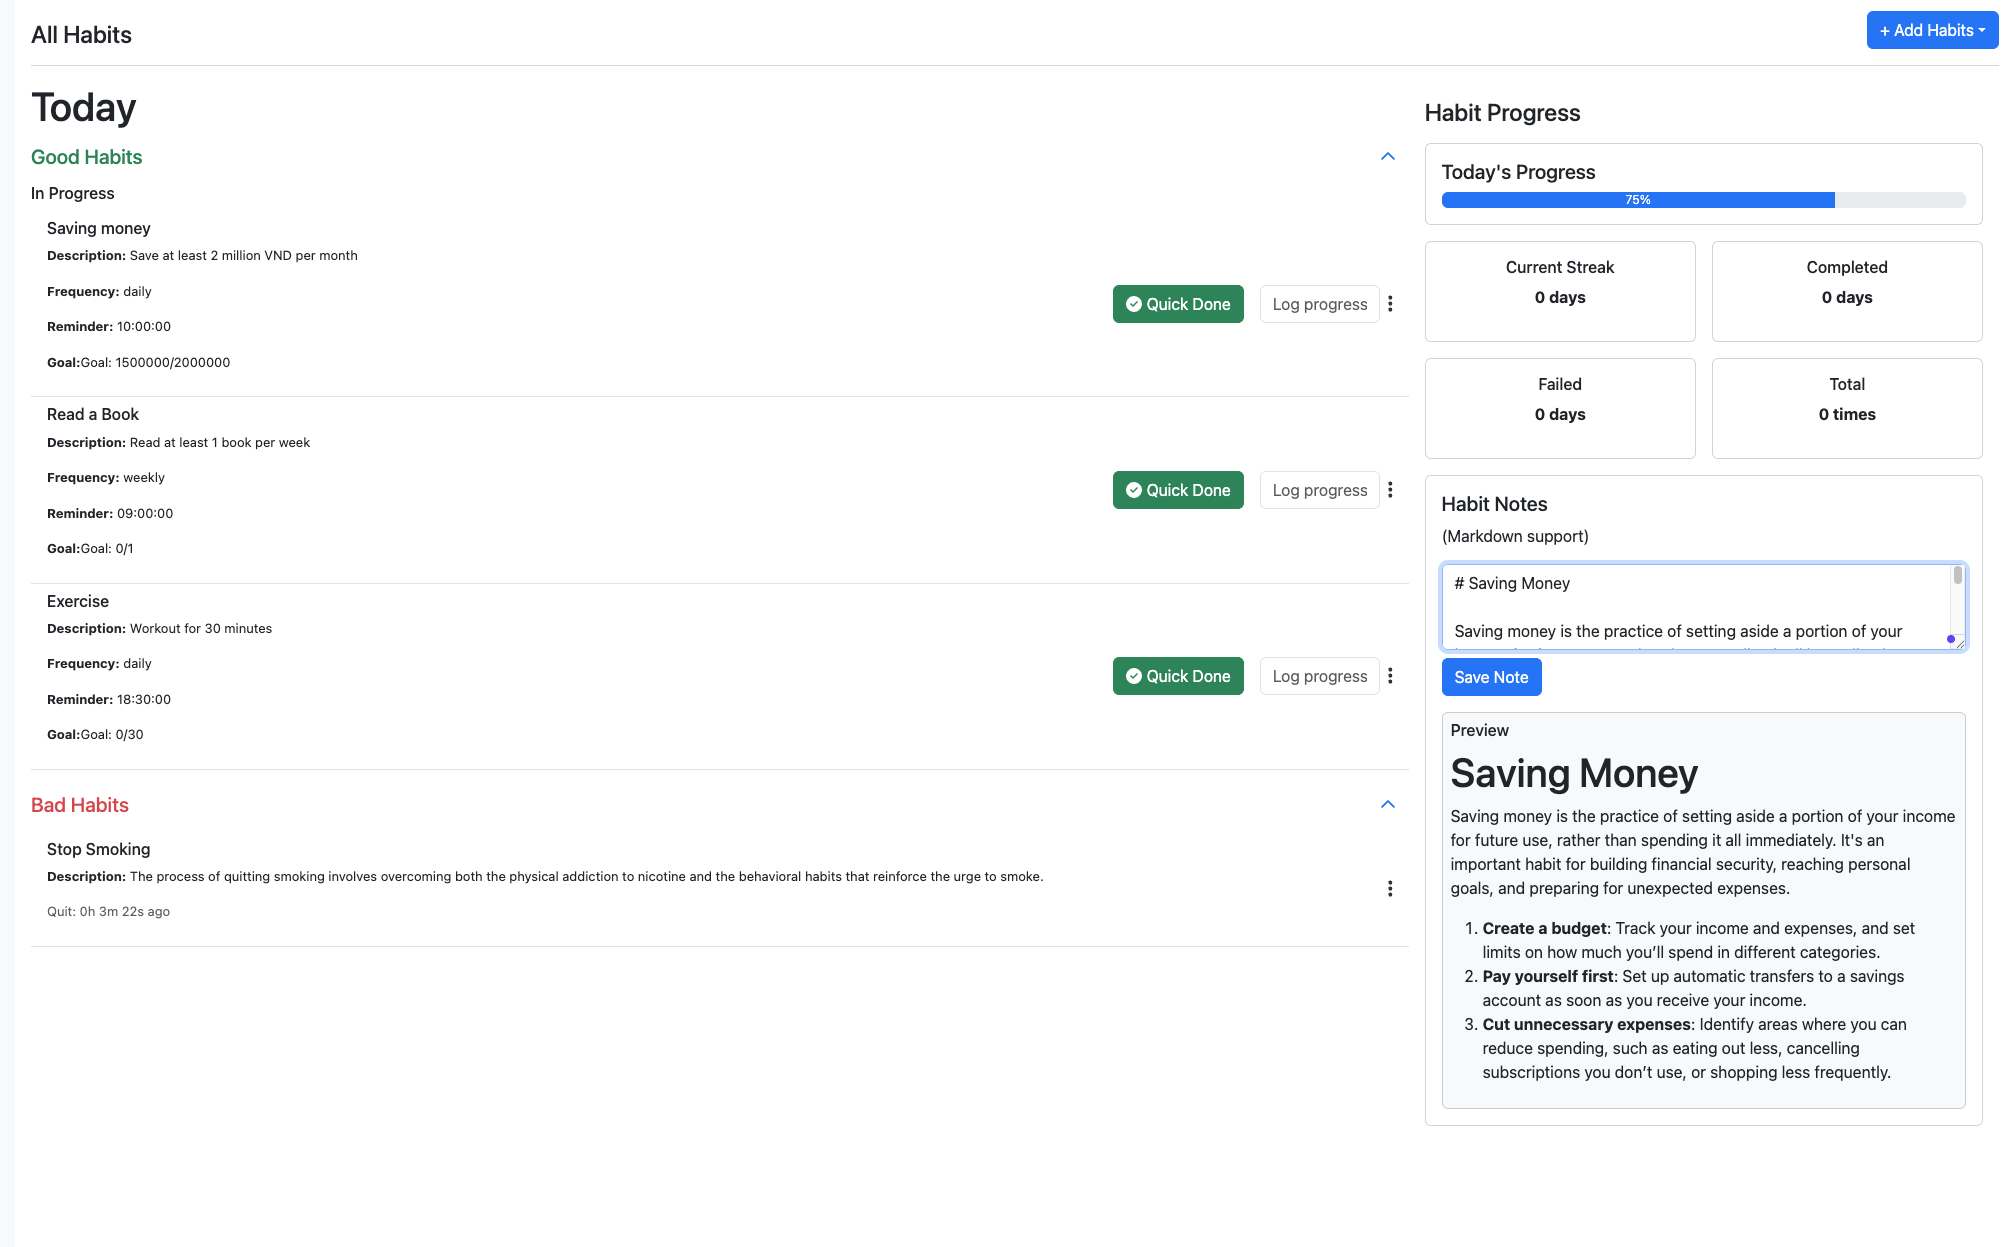 All Habits
+ Add Habits
Today
Good Habits
In Progress
Saving money
Description: Save at least 2 million VND per month
Frequency: daily
Reminder: 10:00:00
Goal:Goal: 1500000/2000000
Quick Done
Log progress
Read a Book
Description: Read at least 1 book per week
Frequency: weekly
Reminder: 09:00:00
Goal:Goal: 0/1
Quick Done
Log progress
Exercise
Description: Workout for 30 minutes
Frequency: daily
Reminder: 18:30:00
Goal:Goal: 0/30
Quick Done
Log progress
Bad Habits
Stop Smoking
Description: The process of quitting smoking involves overcoming both the physical addiction to nicotine and the behavioral habits that reinforce the urge to smoke.
Quit: 0h 3m 22s ago
Habit Progress
Today's Progress
75%
Current Streak
0 days
Completed
0 days
Failed
0 days
Total
0 times
Habit Notes
(Markdown support)
# Saving Money
Saving money is the practice of setting aside a portion of your
Save Note
Preview
Saving Money
Saving money is the practice of setting aside a portion of your income
for future use, rather than spending it all immediately. It's an
important habit for building financial security, reaching personal
goals, and preparing for unexpected expenses.
1. Create a budget: Track your income and expenses, and set
limits on how much you’ll spend in different categories.
2. Pay yourself first: Set up automatic transfers to a savings
account as soon as you receive your income.
3. Cut unnecessary expenses: Identify areas where you can
reduce spending, such as eating out less, cancelling
subscriptions you don’t use, or shopping less frequently.